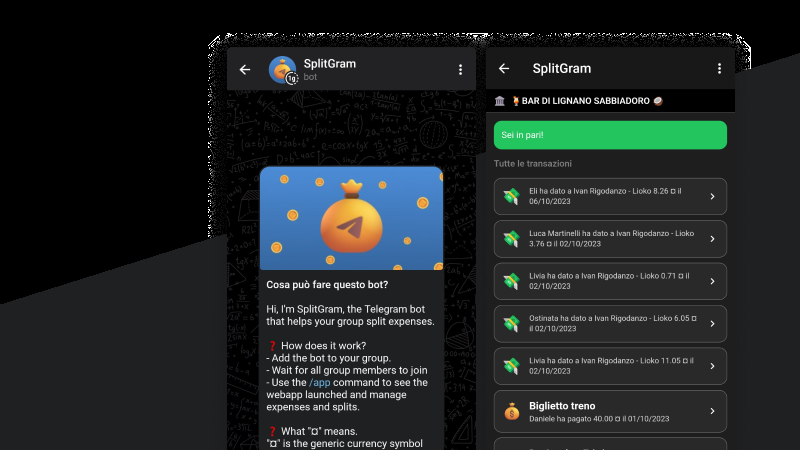 SplitGram
bot
Cosa può fare questo bot?
Hi, I'm SplitGram, the Telegram bot
that helps your group split expenses.
❓ How does it work?
- Add the bot to your group.
- Wait for all group members to join
- Use the /app command to see the
webapp launched and manage
expenses and splits.
❓ What "¤" means.
"¤" is the generic currency symbol
SplitGram
🏛 🍹BAR DI LIGNANO SABBIADORO 🥥
Sei in pari!
Tutte le transazioni
Eli ha dato a Ivan Rigodanzo - Lioko 8.26 ¤ il
06/10/2023
Luca Martinelli ha dato a Ivan Rigodanzo - Lioko
3.76 ¤ il 02/10/2023
Livia ha dato a Ivan Rigodanzo - Lioko 0.71 ¤ il
02/10/2023
Ostinata ha dato a Ivan Rigodanzo - Lioko 6.05 ¤
il 02/10/2023
Livia ha dato a Ivan Rigodanzo - Lioko 11.05 ¤ il
02/10/2023
Biglietto treno
Daniele ha pagato 40.00 ¤ il 01/10/2023